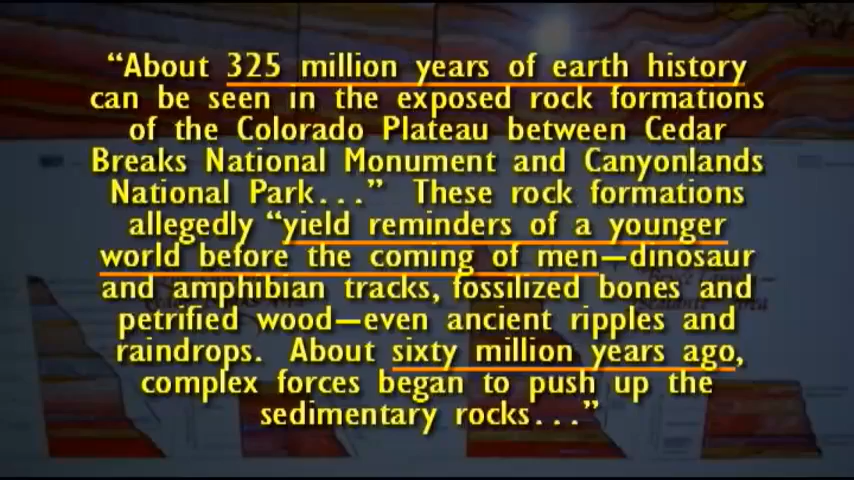 “About 325 million years of earth history
can be seen in the exposed rock formations
of the Colorado Plateau between Cedar
Breaks National Monument and Canyonlands
National Park...” These rock formations
allegedly “yield reminders of a younger
world before the coming of men—dinosaur
and amphibian tracks, fossilized bones and
petrified wood—even ancient ripples and
raindrops. About sixty million years ago,
complex forces began to push up the
sedimentary rocks...”